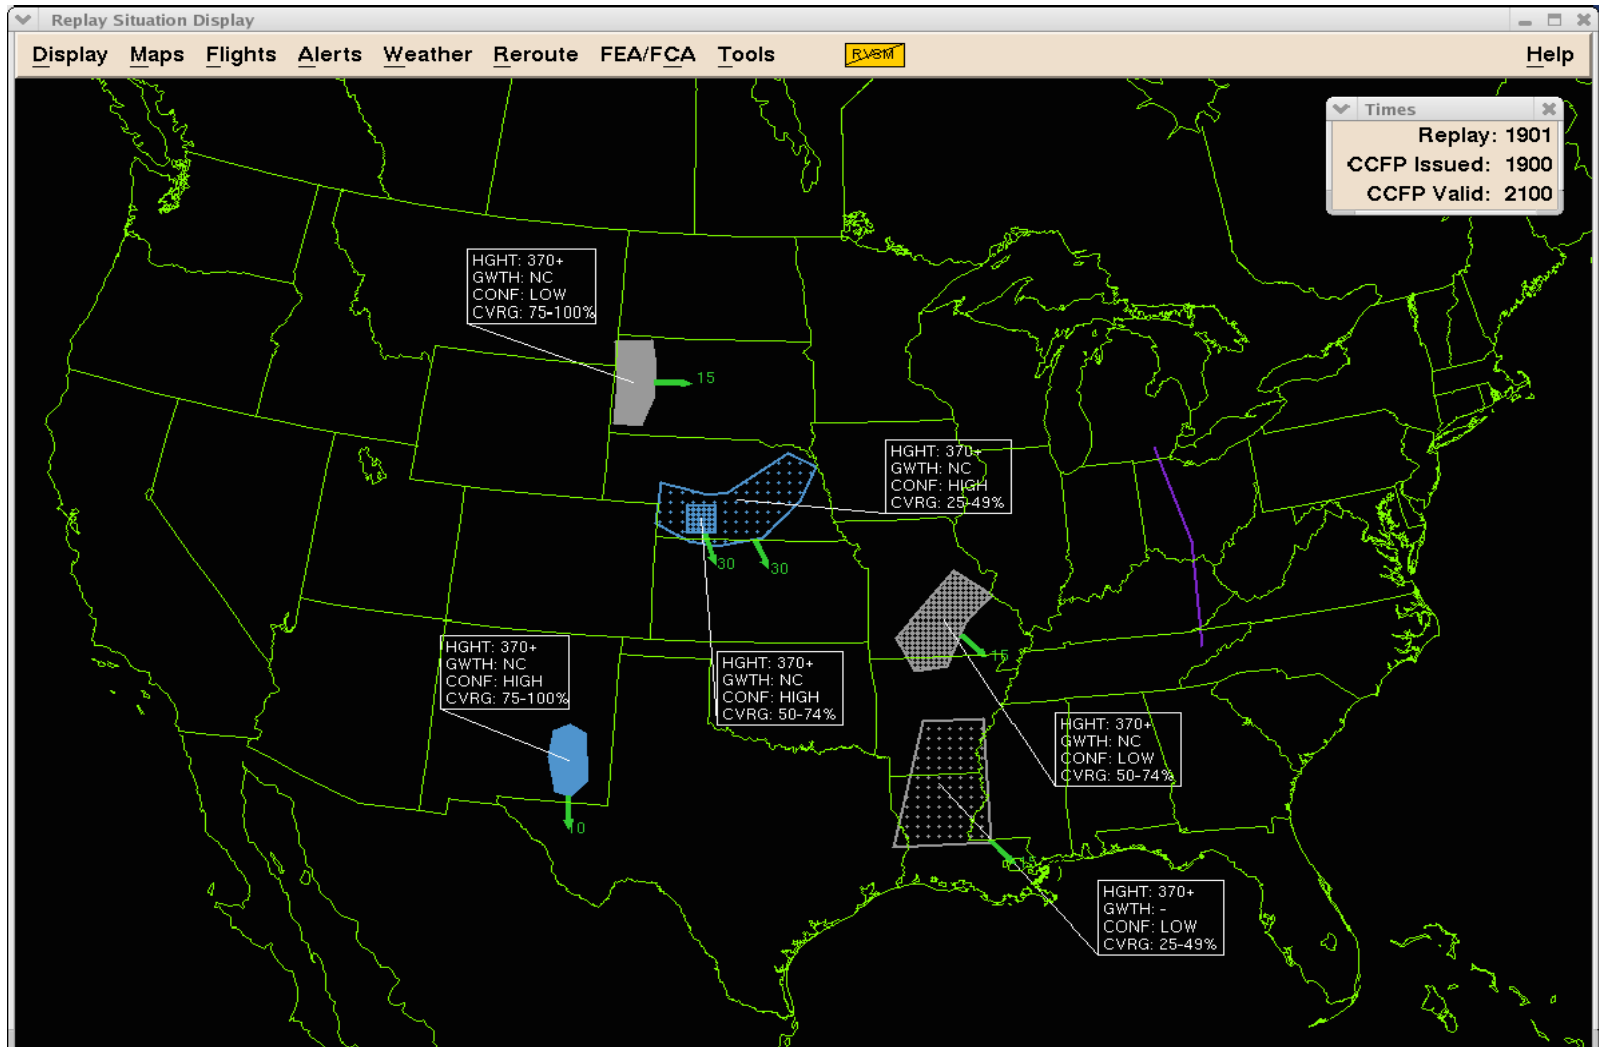 Replay Situation Display
Display Maps Flights Alerts Weather Reroute FEA/FCA Tools RVSM Help
Times
Replay: 1901
CCFP Issued: 1900
CCFP Valid: 2100
HGHT: 370+
GWTH: NC
CONF: LOW
CVRG: 75-100%
15
HGHT: 370+
GWTH: NC
CONF: HIGH
CVRG: 25-49%
30
30
HGHT: 370+
GWTH: NC
CONF: HIGH
CVRG: 75-100%
HGHT: 370+
GWTH: NC
CONF: HIGH
CVRG: 50-74%
15
HGHT: 370+
GWTH: NC
CONF: LOW
CVRG: 50-74%
10
15
HGHT: 370+
GWTH: -
CONF: LOW
CVRG: 25-49%